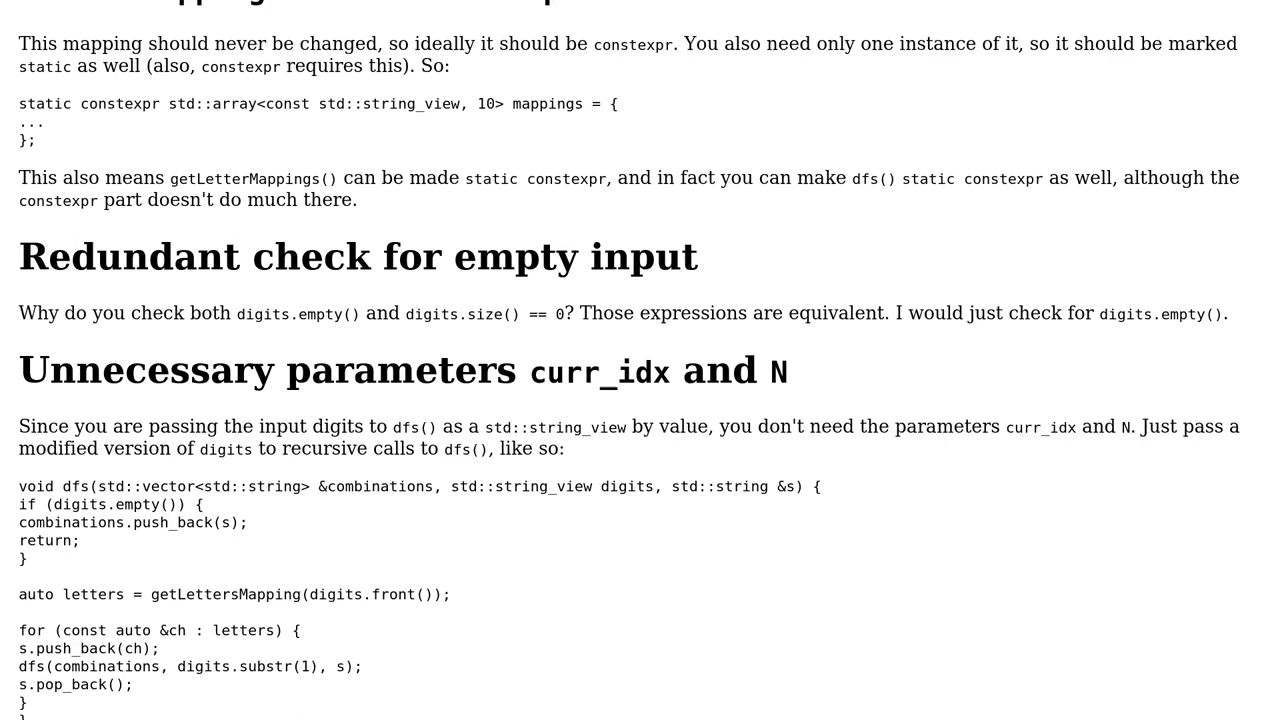 This mapping should never be changed, so ideally it should be constexpr. You also need only one instance of it, so it should be marked
static as well (also, constexpr requires this). So:
static constexpr std::array<const std::string_view, 10> mappings = {
...
};
This also means getLetterMappings() can be made static constexpr, and in fact you can make dfs() static constexpr as well, although the
constexpr part doesn't do much there.
Redundant check for empty input
Why do you check both digits.empty() and digits.size() == 0? Those expressions are equivalent. I would just check for digits.empty().
Unnecessary parameters curr_idx and N
Since you are passing the input digits to dfs() as a std::string_view by value, you don't need the parameters curr_idx and N. Just pass a
modified version of digits to recursive calls to dfs(), like so:
void dfs(std::vector<std::string> &combinations, std::string_view digits, std::string &s) {
if (digits.empty()) {
combinations.push_back(s);
return;
}
auto letters = getLettersMapping(digits.front());
for (const auto &ch : letters) {
s.push_back(ch);
dfs(combinations, digits.substr(1), s);
s.pop_back();
}
}